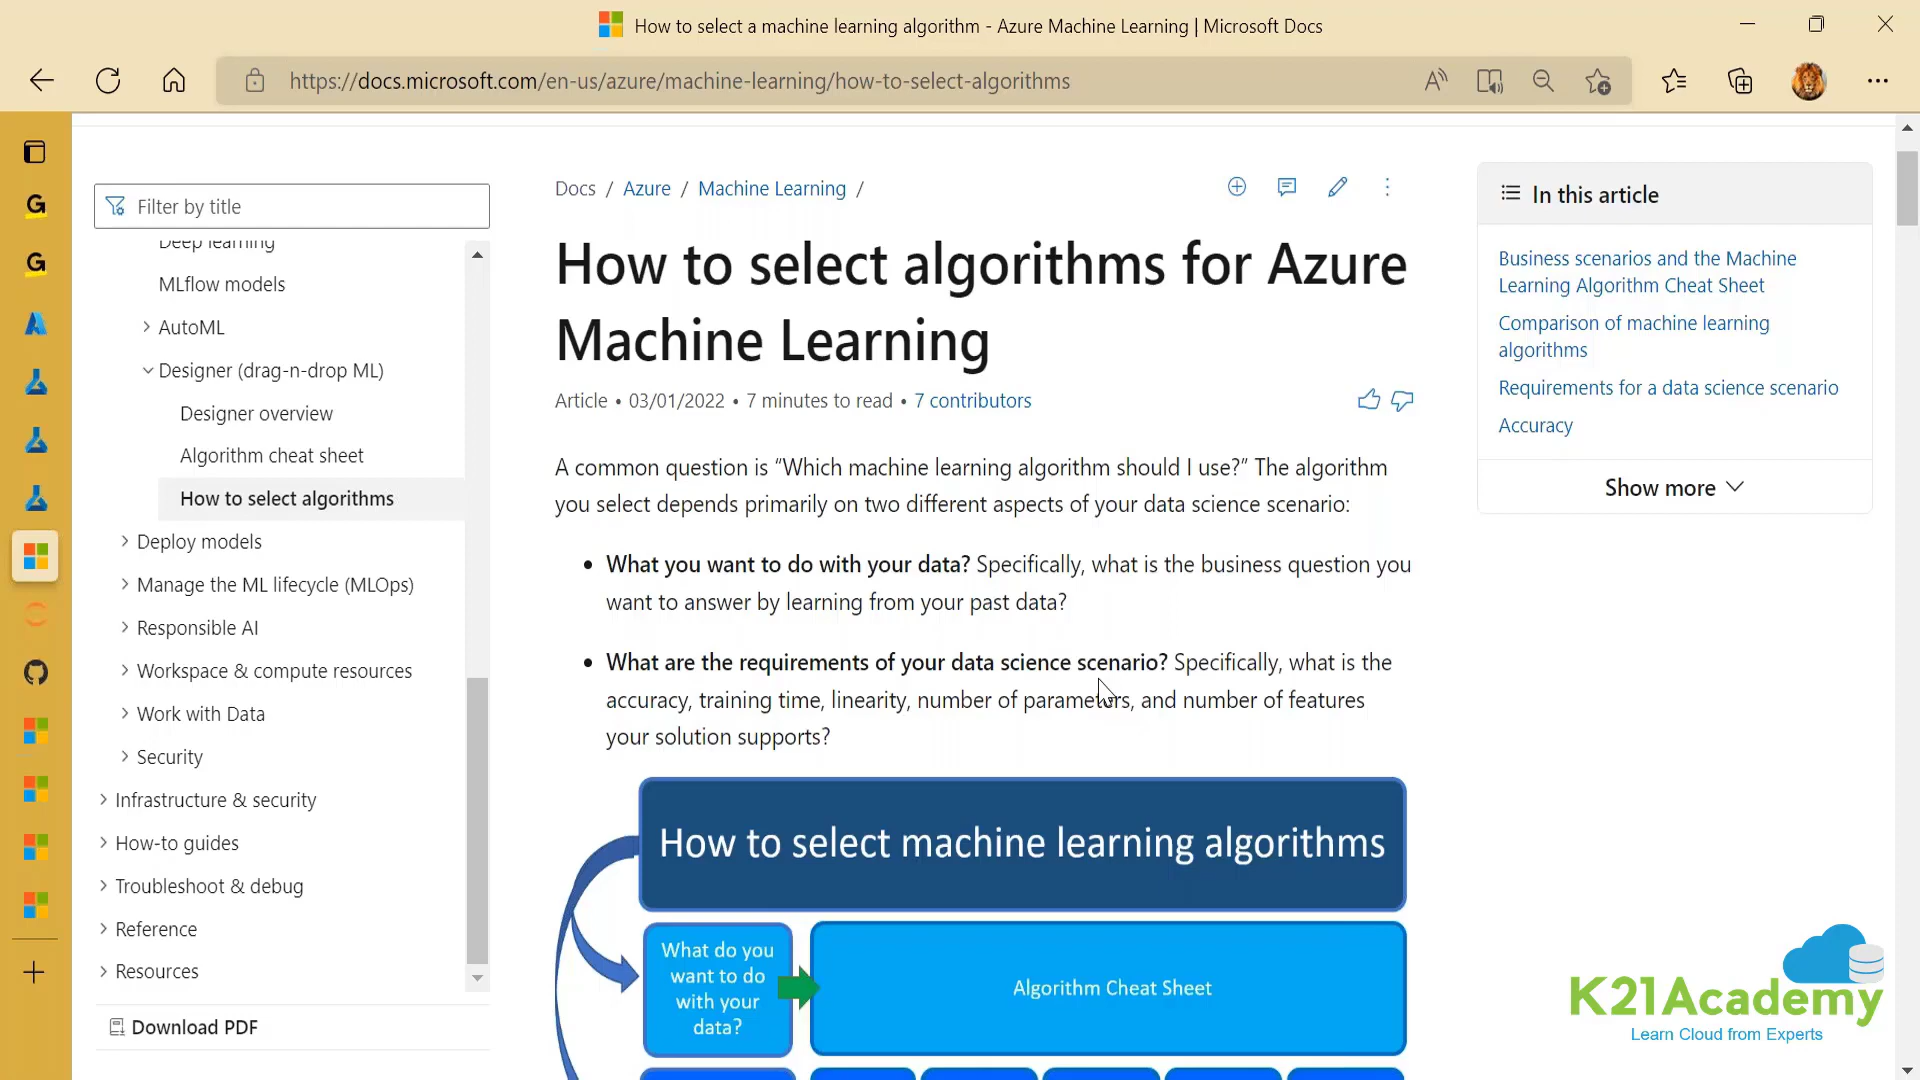 How to select a machine learning algorithm - Azure Machine Learning | Microsoft Docs
https://docs.microsoft.com/en-us/azure/machine-learning/how-to-select-algorithms
Filter by title
Deep learning
MLflow models
AutoML
Designer (drag-n-drop ML)
Designer overview
Algorithm cheat sheet
How to select algorithms
Deploy models
Manage the ML lifecycle (MLOps)
Responsible AI
Workspace & compute resources
Work with Data
Security
Infrastructure & security
How-to guides
Troubleshoot & debug
Reference
Resources
Download PDF
Docs / Azure / Machine Learning /
How to select algorithms for Azure
Machine Learning
Article • 03/01/2022 • 7 minutes to read • 7 contributors
A common question is “Which machine learning algorithm should I use?” The algorithm
you select depends primarily on two different aspects of your data science scenario:
• What you want to do with your data? Specifically, what is the business question you
want to answer by learning from your past data?
• What are the requirements of your data science scenario? Specifically, what is the
accuracy, training time, linearity, number of parameters, and number of features
your solution supports?
How to select machine learning algorithms
What do you
want to do
with your
data?
Algorithm Cheat Sheet
In this article
Business scenarios and the Machine
Learning Algorithm Cheat Sheet
Comparison of machine learning
algorithms
Requirements for a data science scenario
Accuracy
Show more
K21Academy
Learn Cloud from Experts